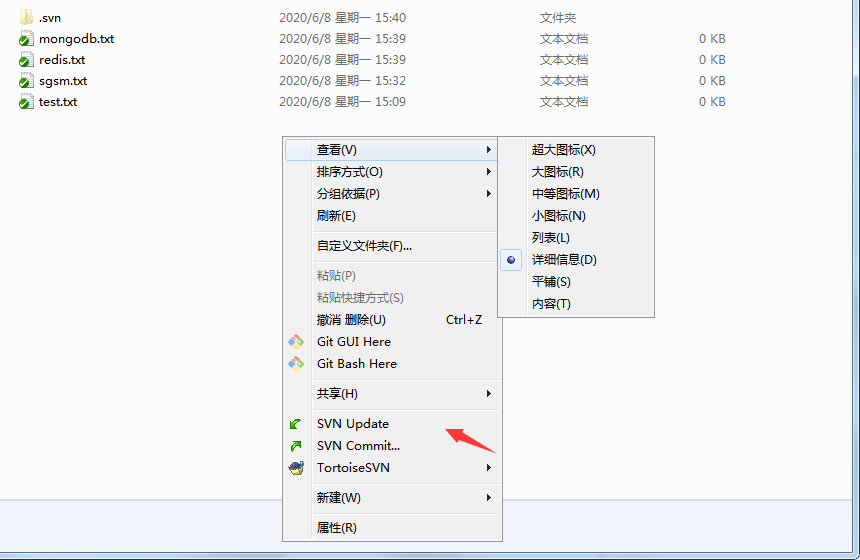 .svn 2020/6/8 星期一 15:40 文件夹
mongodb.txt 2020/6/8 星期一 15:39 文本文档 0 KB
redis.txt 2020/6/8 星期一 15:39 文本文档 0 KB
sgsm.txt 2020/6/8 星期一 15:32 文本文档 0 KB
test.txt 2020/6/8 星期一 15:09 文本文档 0 KB
查看(V)
排序方式(O)
分组依据(P)
刷新(E)
自定义文件夹(F)...
粘贴(P)
粘贴快捷方式(S)
撤消 删除(U) Ctrl+Z
Git GUI Here
Git Bash Here
共享(H)
SVN Update
SVN Commit...
TortoiseSVN
新建(W)
属性(R)
超大图标(X)
大图标(R)
中等图标(M)
小图标(N)
列表(L)
详细信息(D)
平铺(S)
内容(T)